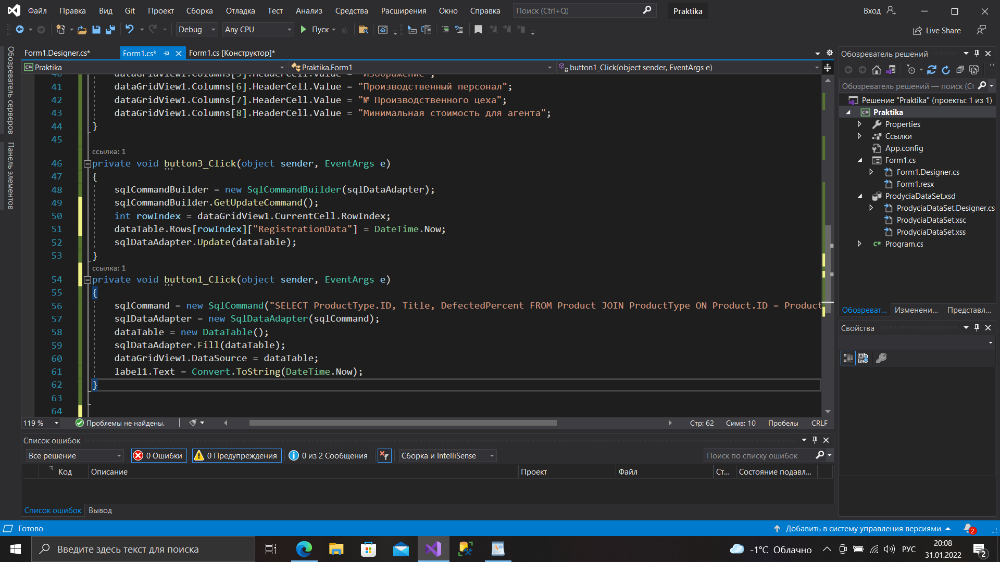 Файл Правка Вид Git Проект Сборка Отладка Тест Анализ Средства Расширения Окно Справка Поиск (Ctrl+Q) Praktika Вход
Debug Any CPU Пуск Live Share
Обозреватель серверов
Панель элементов
Form1.Designer.cs* Form1.cs* Form1.cs [Конструктор]*
Praktika Praktika.Form1 button1_Click(object sender, EventArgs e)
40 dataGridView1.Columns[5].HeaderCell.Value = "Изображение";
41 dataGridView1.Columns[6].HeaderCell.Value = "Производственный персонал";
42 dataGridView1.Columns[7].HeaderCell.Value = "№ Производственного цеха";
43 dataGridView1.Columns[8].HeaderCell.Value = "Минимальная стоимость для агента";
44 }
45
ссылка: 1
46 private void button3_Click(object sender, EventArgs e)
47 {
48 sqlCommandBuilder = new SqlCommandBuilder(sqlDataAdapter);
49 sqlCommandBuilder.GetUpdateCommand();
50 int rowIndex = dataGridView1.CurrentCell.RowIndex;
51 dataTable.Rows[rowIndex]["RegistrationData"] = DateTime.Now;
52 sqlDataAdapter.Update(dataTable);
53 }
ссылка: 1
54 private void button1_Click(object sender, EventArgs e)
55 {
56 sqlCommand = new SqlCommand("SELECT ProductType.ID, Title, DefectedPercent FROM Product JOIN ProductType ON Product.ID = Product
57 sqlDataAdapter = new SqlDataAdapter(sqlCommand);
58 dataTable = new DataTable();
59 sqlDataAdapter.Fill(dataTable);
60 dataGridView1.DataSource = dataTable;
61 label1.Text = Convert.ToString(DateTime.Now);
62 }
63
64
119 % Проблемы не найдены. Стр: 62 Симв: 10 Пробелы CRLF
Список ошибок
Все решение 0 Ошибки 0 Предупреждения 0 из 2 Сообщения Сборка и IntelliSense Поиск по списку ошибок
Код Описание Проект Файл Ст... Состояние подавл...
Список ошибок Вывод
Обозреватель решений
Обозреватель решений — поиск (Ct
Решение "Praktika" (проекты: 1 из 1)
Praktika
Properties
Ссылки
App.config
Form1.cs
Form1.Designer.cs
Form1.resx
ProdyciaDataSet.xsd
ProdyciaDataSet.Designer.cs
ProdyciaDataSet.xsc
ProdyciaDataSet.xss
Program.cs
Обозреват... Изменени... Представл...
Свойства
Готово Добавить в систему управления версиями 2
Введите здесь текст для поиска -1°C Облачно РУС 20:08
31.01.2022 2